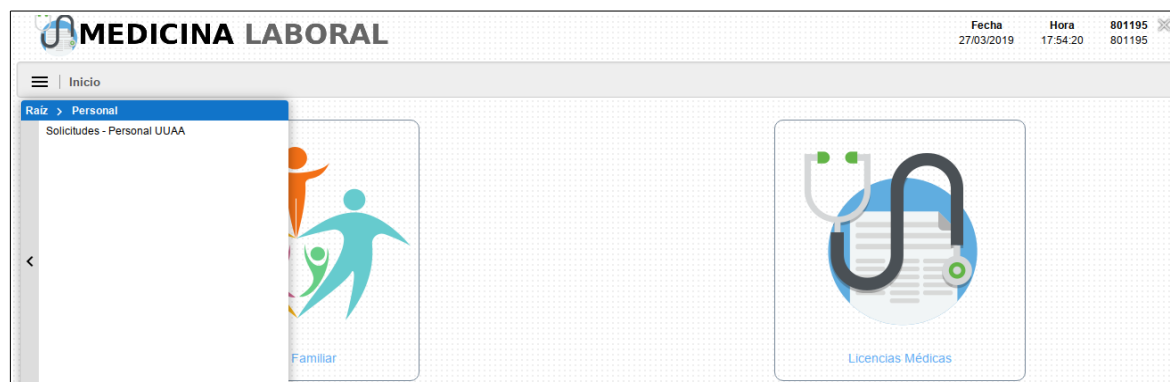 MEDICINA LABORAL
Fecha Hora 801195
27/03/2019 17:54:20 801195
Inicio
Raíz > Personal
Solicitudes - Personal UUAA
Familiar
Licencias Médicas